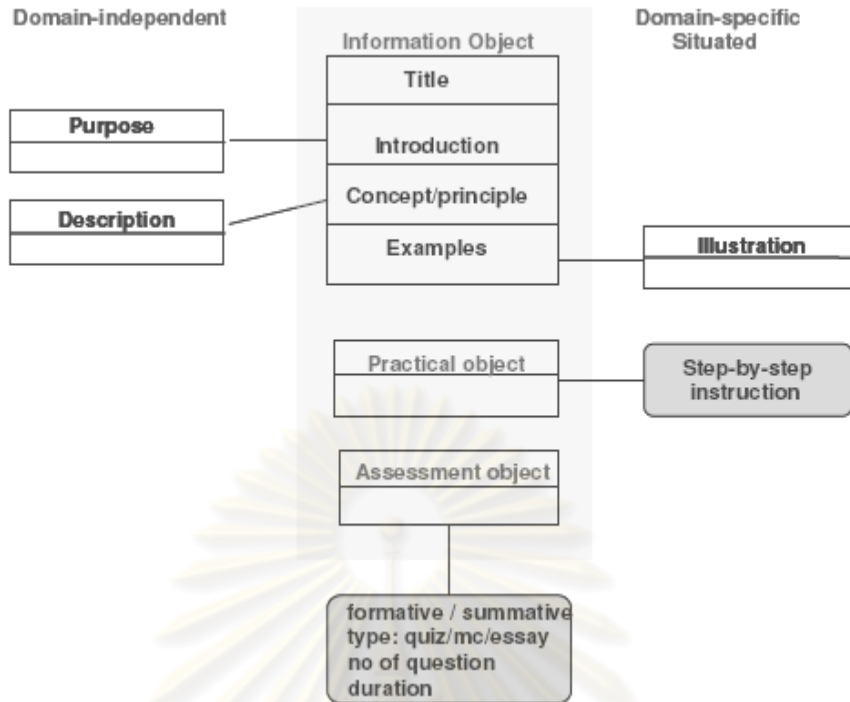 Domain-independent
Domain-specific
Situated
Information Object
Title
Purpose
Introduction
Concept/principle
Description
Examples
Illustration
Practical object
Step-by-step
instruction
Assessment object
formative / summative
type: quiz/mc/essay
no of question
duration